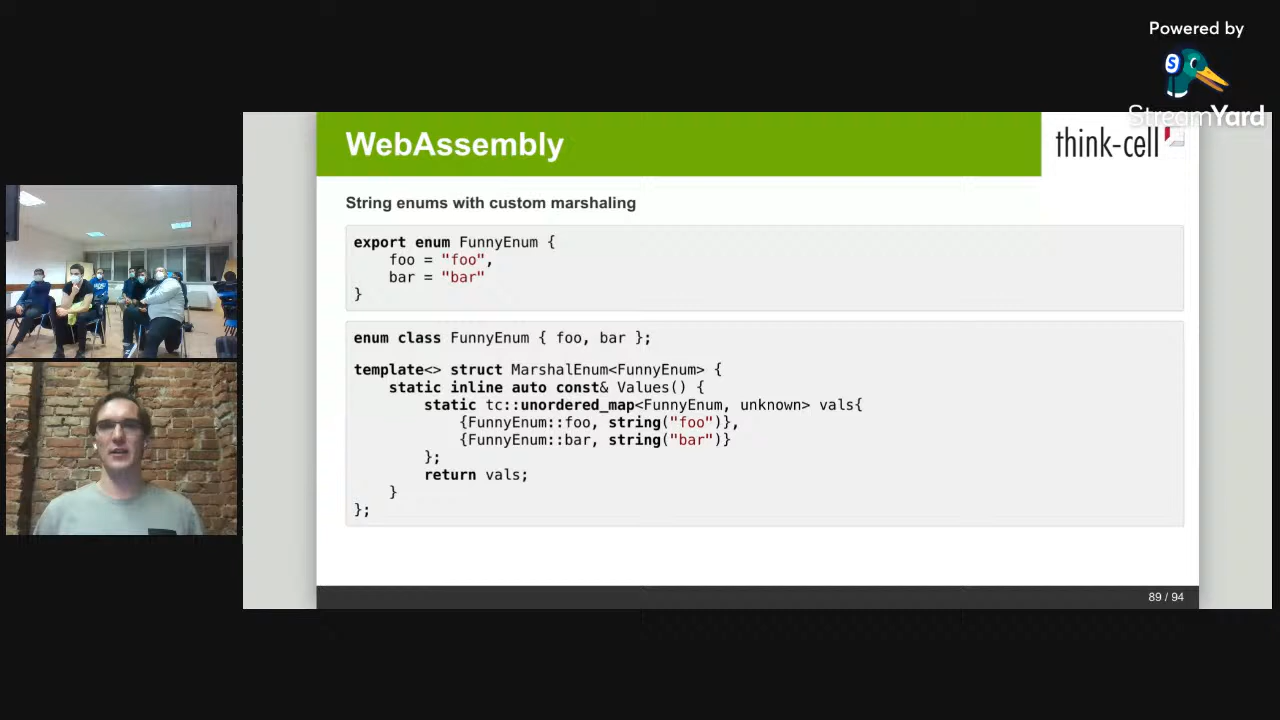 Powered by
S
StreamYard
WebAssembly
think-cell
String enums with custom marshaling
export enum FunnyEnum {
    foo = "foo",
    bar = "bar"
}
enum class FunnyEnum { foo, bar };
template<> struct MarshalEnum<FunnyEnum> {
    static inline auto const& Values() {
        static tc::unordered_map<FunnyEnum, unknown> vals{
            {FunnyEnum::foo, string("foo")},
            {FunnyEnum::bar, string("bar")}
        };
        return vals;
    }
};
89 / 94